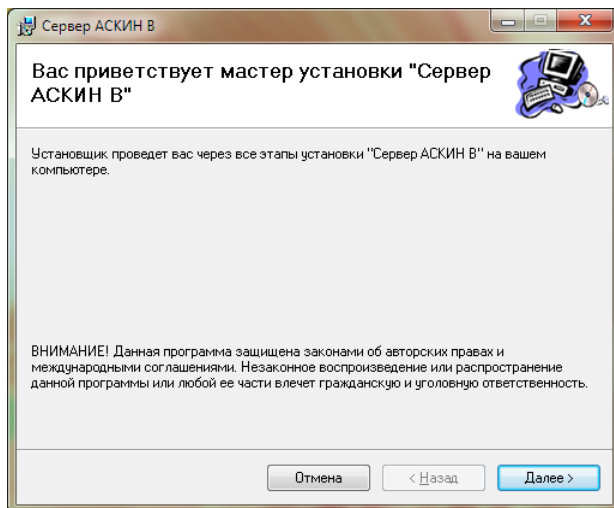 Сервер АСКИН В
Вас приветствует мастер установки "Сервер
АСКИН В"
Установщик проведет вас через все этапы установки "Сервер АСКИН В" на вашем
компьютере.
ВНИМАНИЕ! Данная программа защищена законами об авторских правах и
международными соглашениями. Незаконное воспроизведение или распространение
данной программы или любой ее части влечет гражданскую и уголовную ответственность.
Отмена
< Назад
Далее >